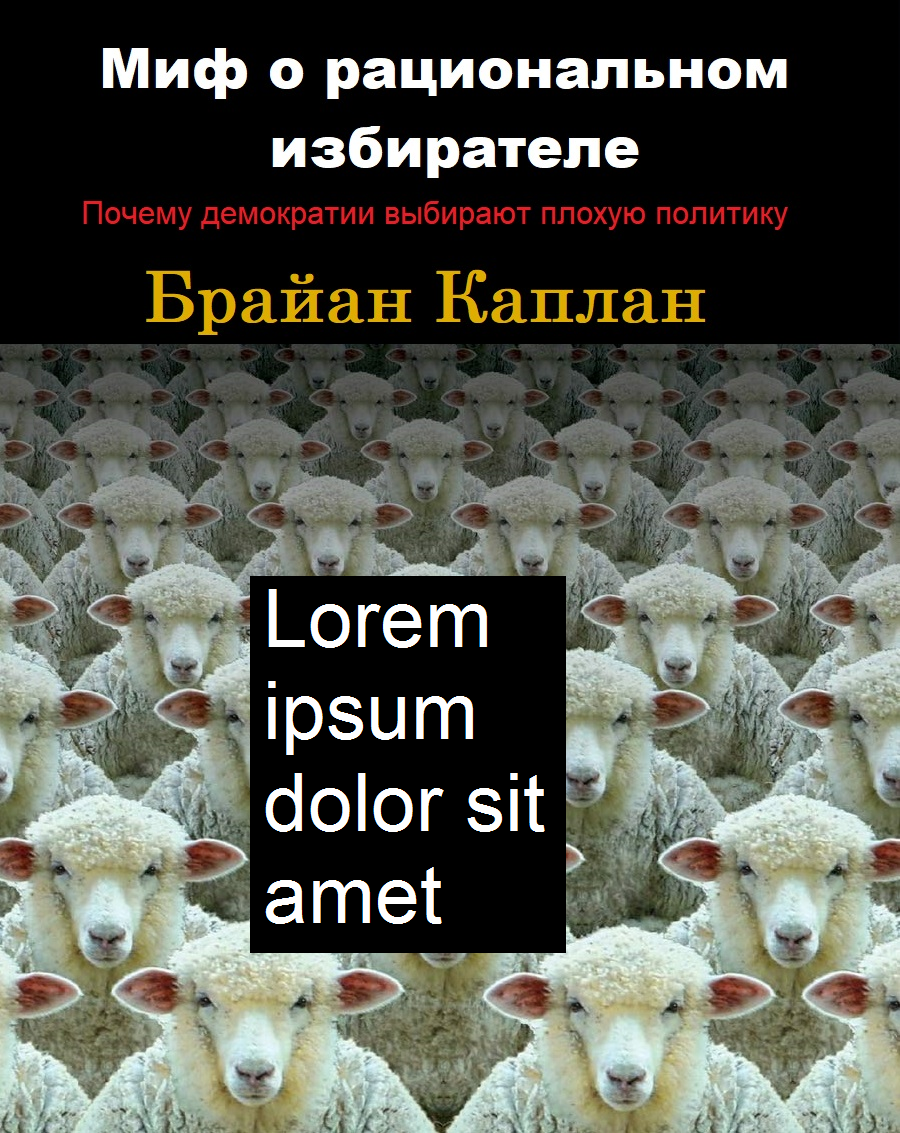 Миф о рациональном
избирателе
Почему демократии выбирают плохую политику
Брайан Каплан
Lorem
ipsum
dolor sit
amet